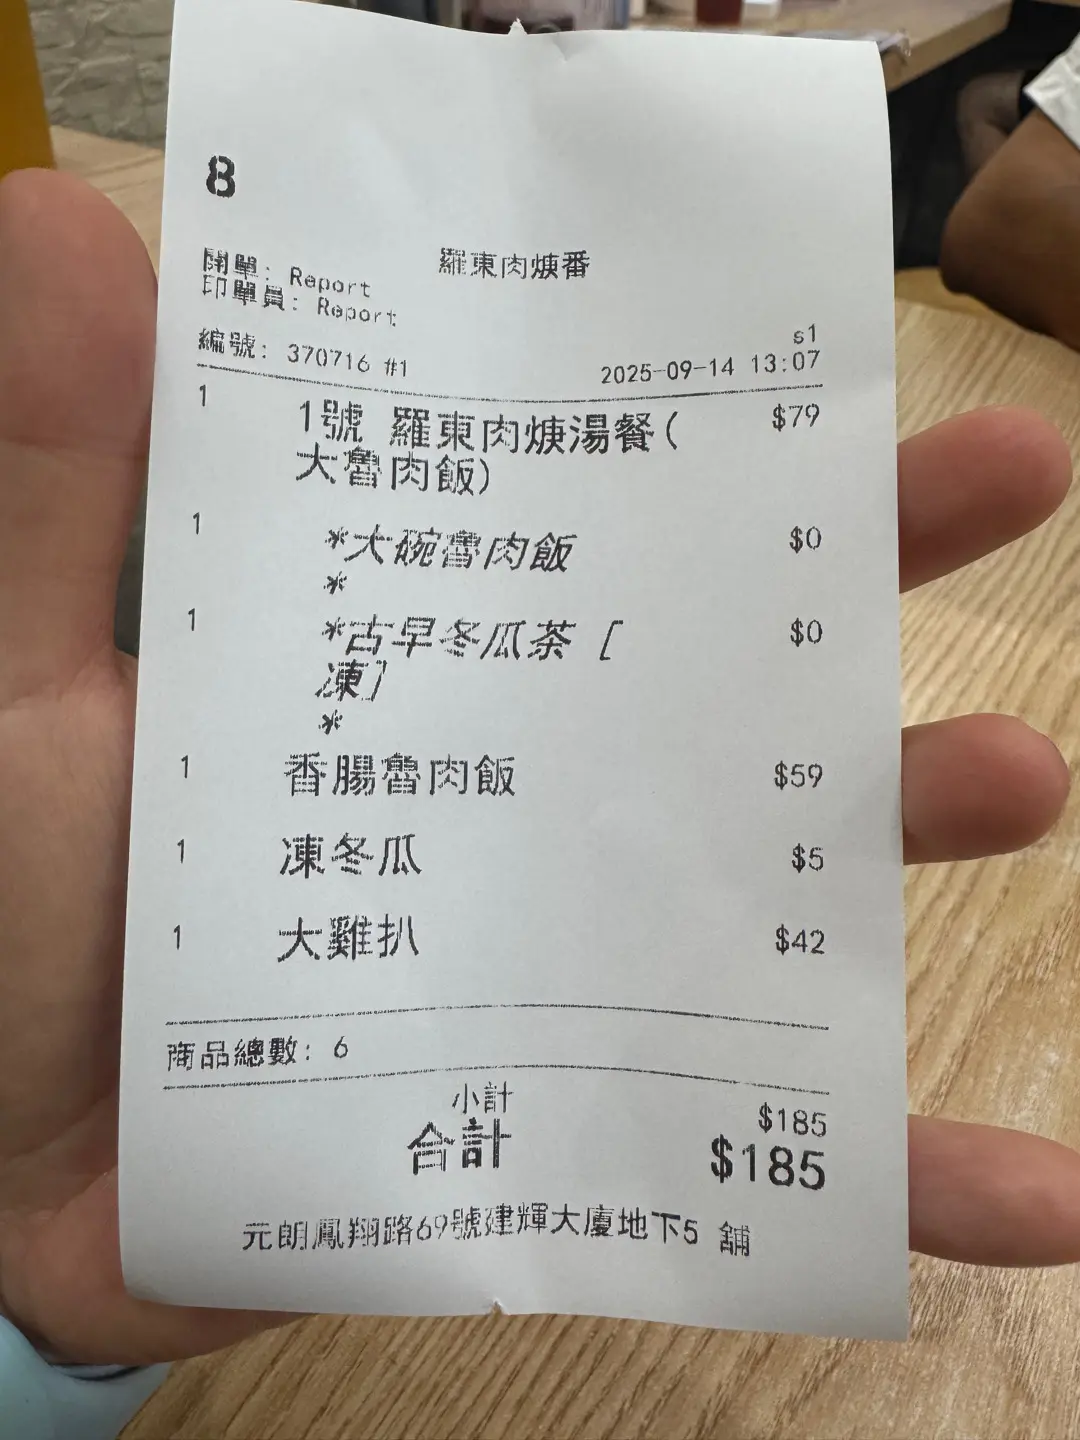 8
羅東肉焿番
開單: Report
印單員: Report
s1
編號: 370716 #1 2025-09-14 13:07
1 1號 羅東肉焿湯餐( $79
大魯肉飯)
1 *大碗魯肉飯 $0
*
1 *古早冬瓜茶 [ $0
凍]
*
1 香腸魯肉飯 $59
1 凍冬瓜 $5
1 大雞扒 $42
商品總數: 6
小計 $185
合計 $185
元朗鳳翔路69號建輝大廈地下5 舖